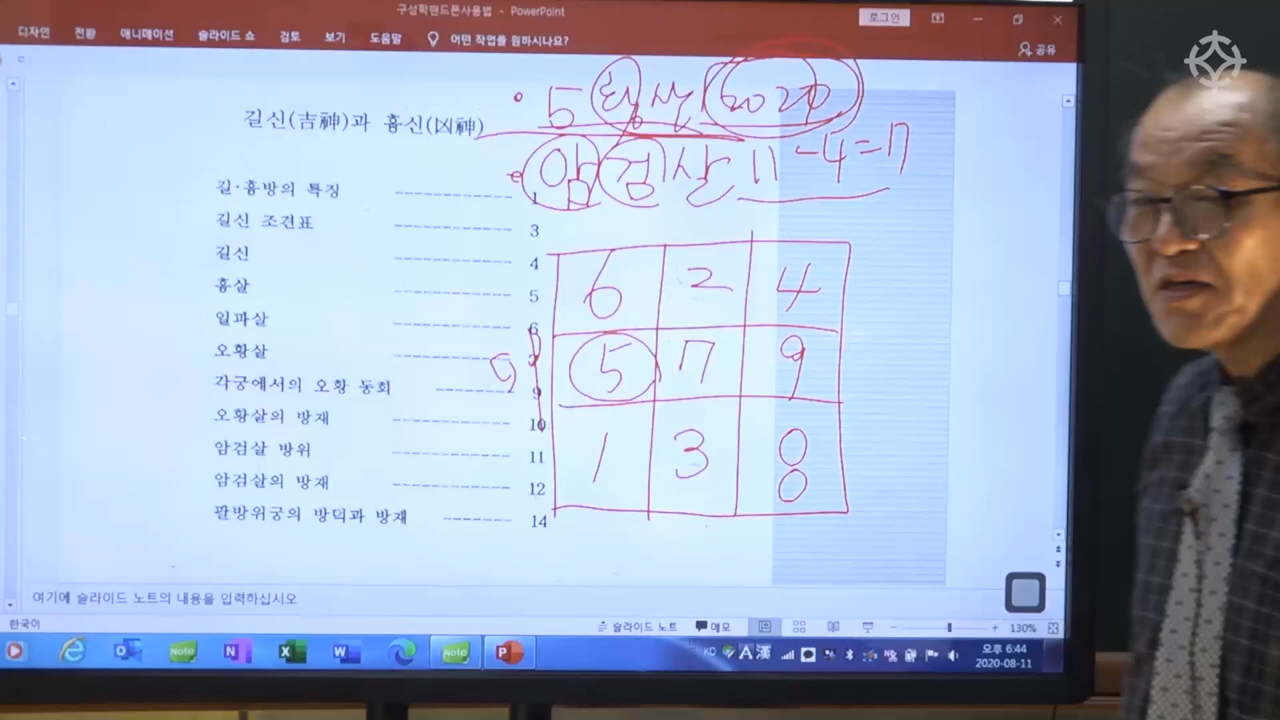 구성학핸드폰사용법 - PowerPoint
로그인
디자인 전환 애니메이션 슬라이드 쇼 검토 보기 도움말 어떤 작업을 원하시나요?
공유
길신(吉神)과 흉신(凶神)
5황살 2020
암검살 11-4=7
길·흉방의 특징 1
길신 조견표 3
길신 4
흉살 5
일파살 6
오황살
각궁에서의 오황 동회 9
오황살의 방재 10
암검살 방위 11
암검살의 방재 12
팔방위궁의 방덕과 방재 14
6 2 4
5 7 9
1 3 8
여기에 슬라이드 노트의 내용을 입력하십시오
한국어
슬라이드 노트 메모 130%
Note N X W Note P
A漢
오후 6:44
2020-08-11